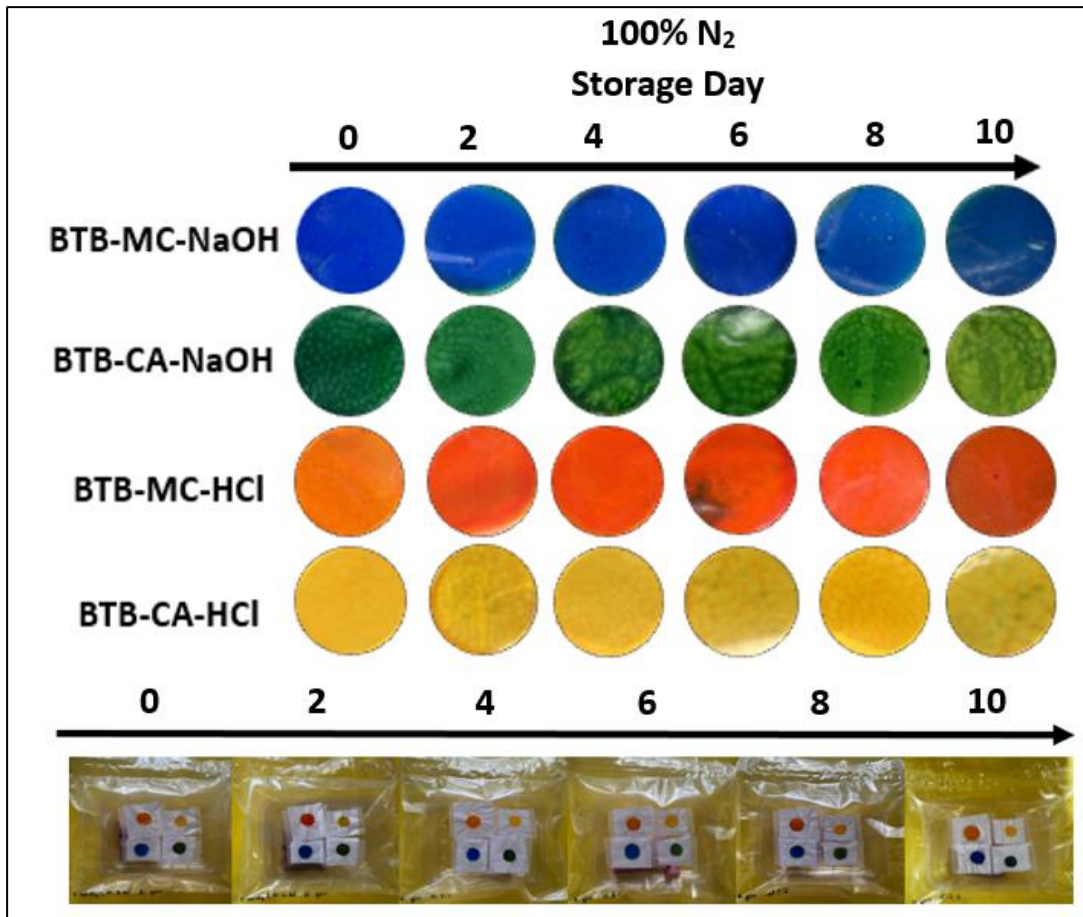 100% N₂
Storage Day
0 2 4 6 8 10
BTB-MC-NaOH
BTB-CA-NaOH
BTB-MC-HCl
BTB-CA-HCl
0 2 4 6 8 10